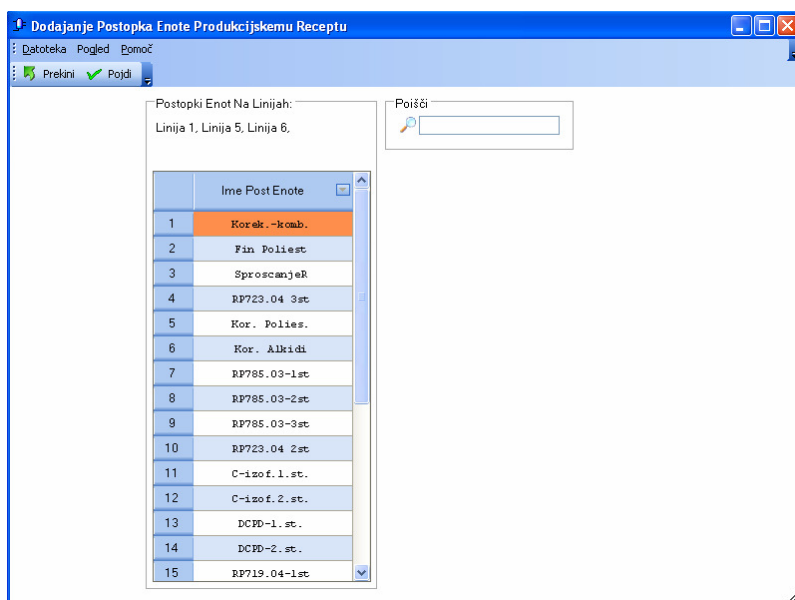 Dodajanje Postopka Enote Produkcijskemu Receptu
Datoteka Pogled Pomoč
Prekini Pojdi
Postopki Enot Na Linijah:
Linija 1, Linija 5, Linija 6,
Poišči
Ime Post Enote
1 Korek.-komb.
2 Fin Poliest
3 SproscanjeR
4 RP723.04 3st
5 Kor. Polies.
6 Kor. Alkidi
7 RP785.03-1st
8 RP785.03-2st
9 RP785.03-3st
10 RP723.04 2st
11 C-izof.1.st.
12 C-izof.2.st.
13 DCPD-1.st.
14 DCPD-2.st.
15 RP719.04-1st